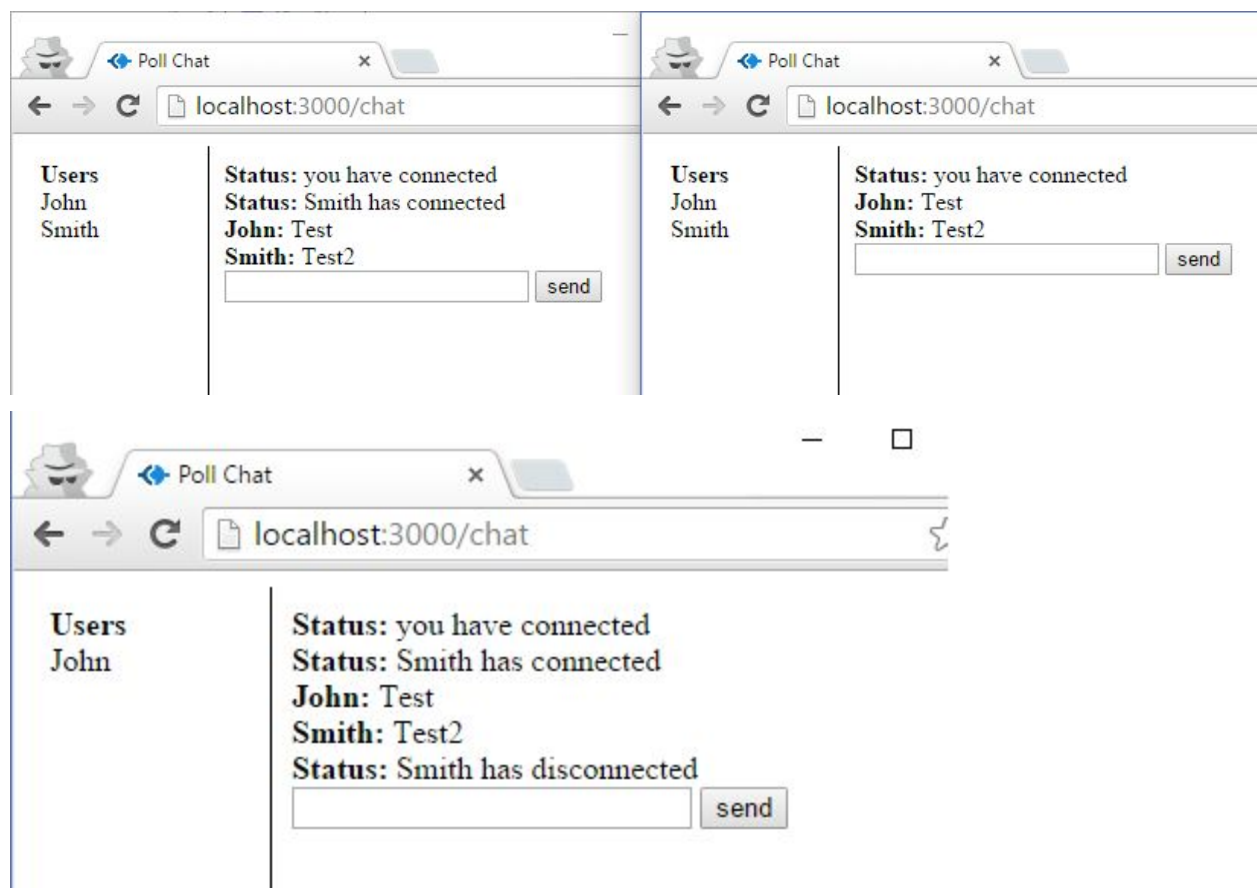 Poll Chat
localhost:3000/chat
Users
John
Smith
Status: you have connected
Status: Smith has connected
John: Test
Smith: Test2
send
Poll Chat
localhost:3000/chat
Users
John
Smith
Status: you have connected
John: Test
Smith: Test2
send
Poll Chat
localhost:3000/chat
Users
John
Status: you have connected
Status: Smith has connected
John: Test
Smith: Test2
Status: Smith has disconnected
send